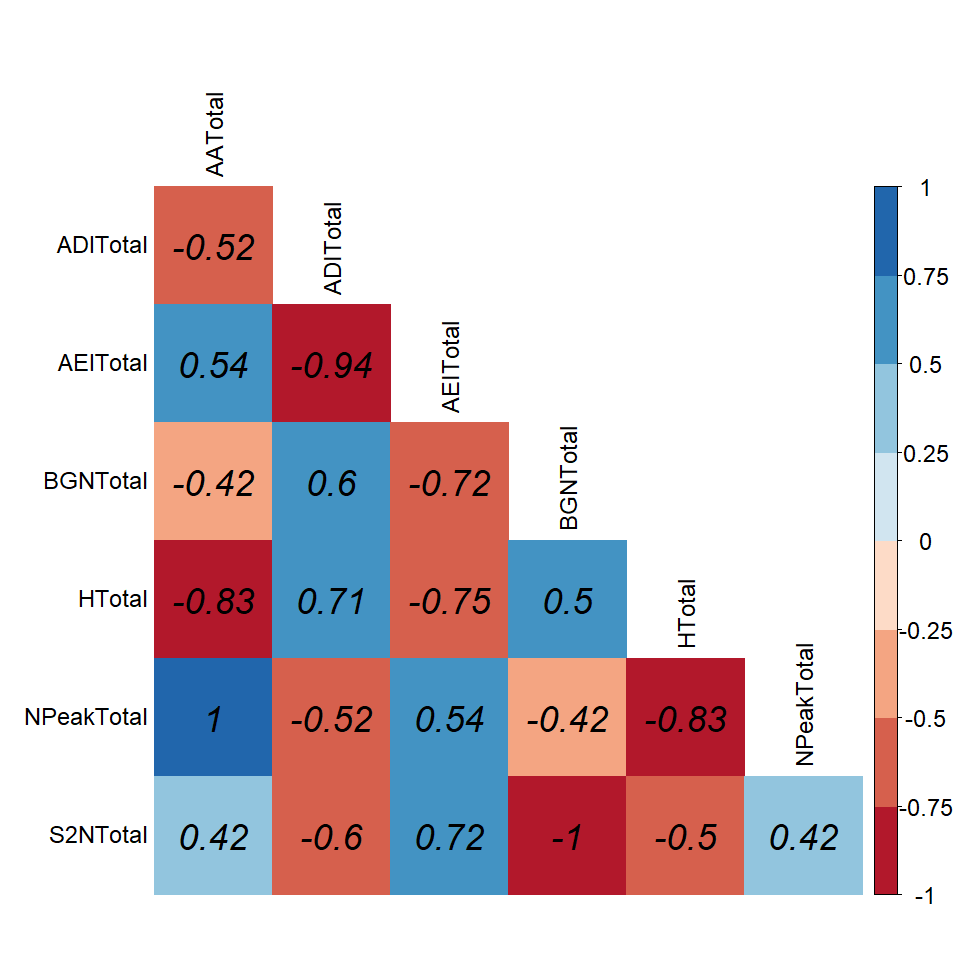 AATotal
ADITotal -0.52 ADITotal
AEITotal 0.54 -0.94 AEITotal
BGNTotal -0.42 0.6 -0.72 BGNTotal
HTotal -0.83 0.71 -0.75 0.5 HTotal
NPeakTotal 1 -0.52 0.54 -0.42 -0.83 NPeakTotal
S2NTotal 0.42 -0.6 0.72 -1 -0.5 0.42
1
0.75
0.5
0.25
0
-0.25
-0.5
-0.75
-1